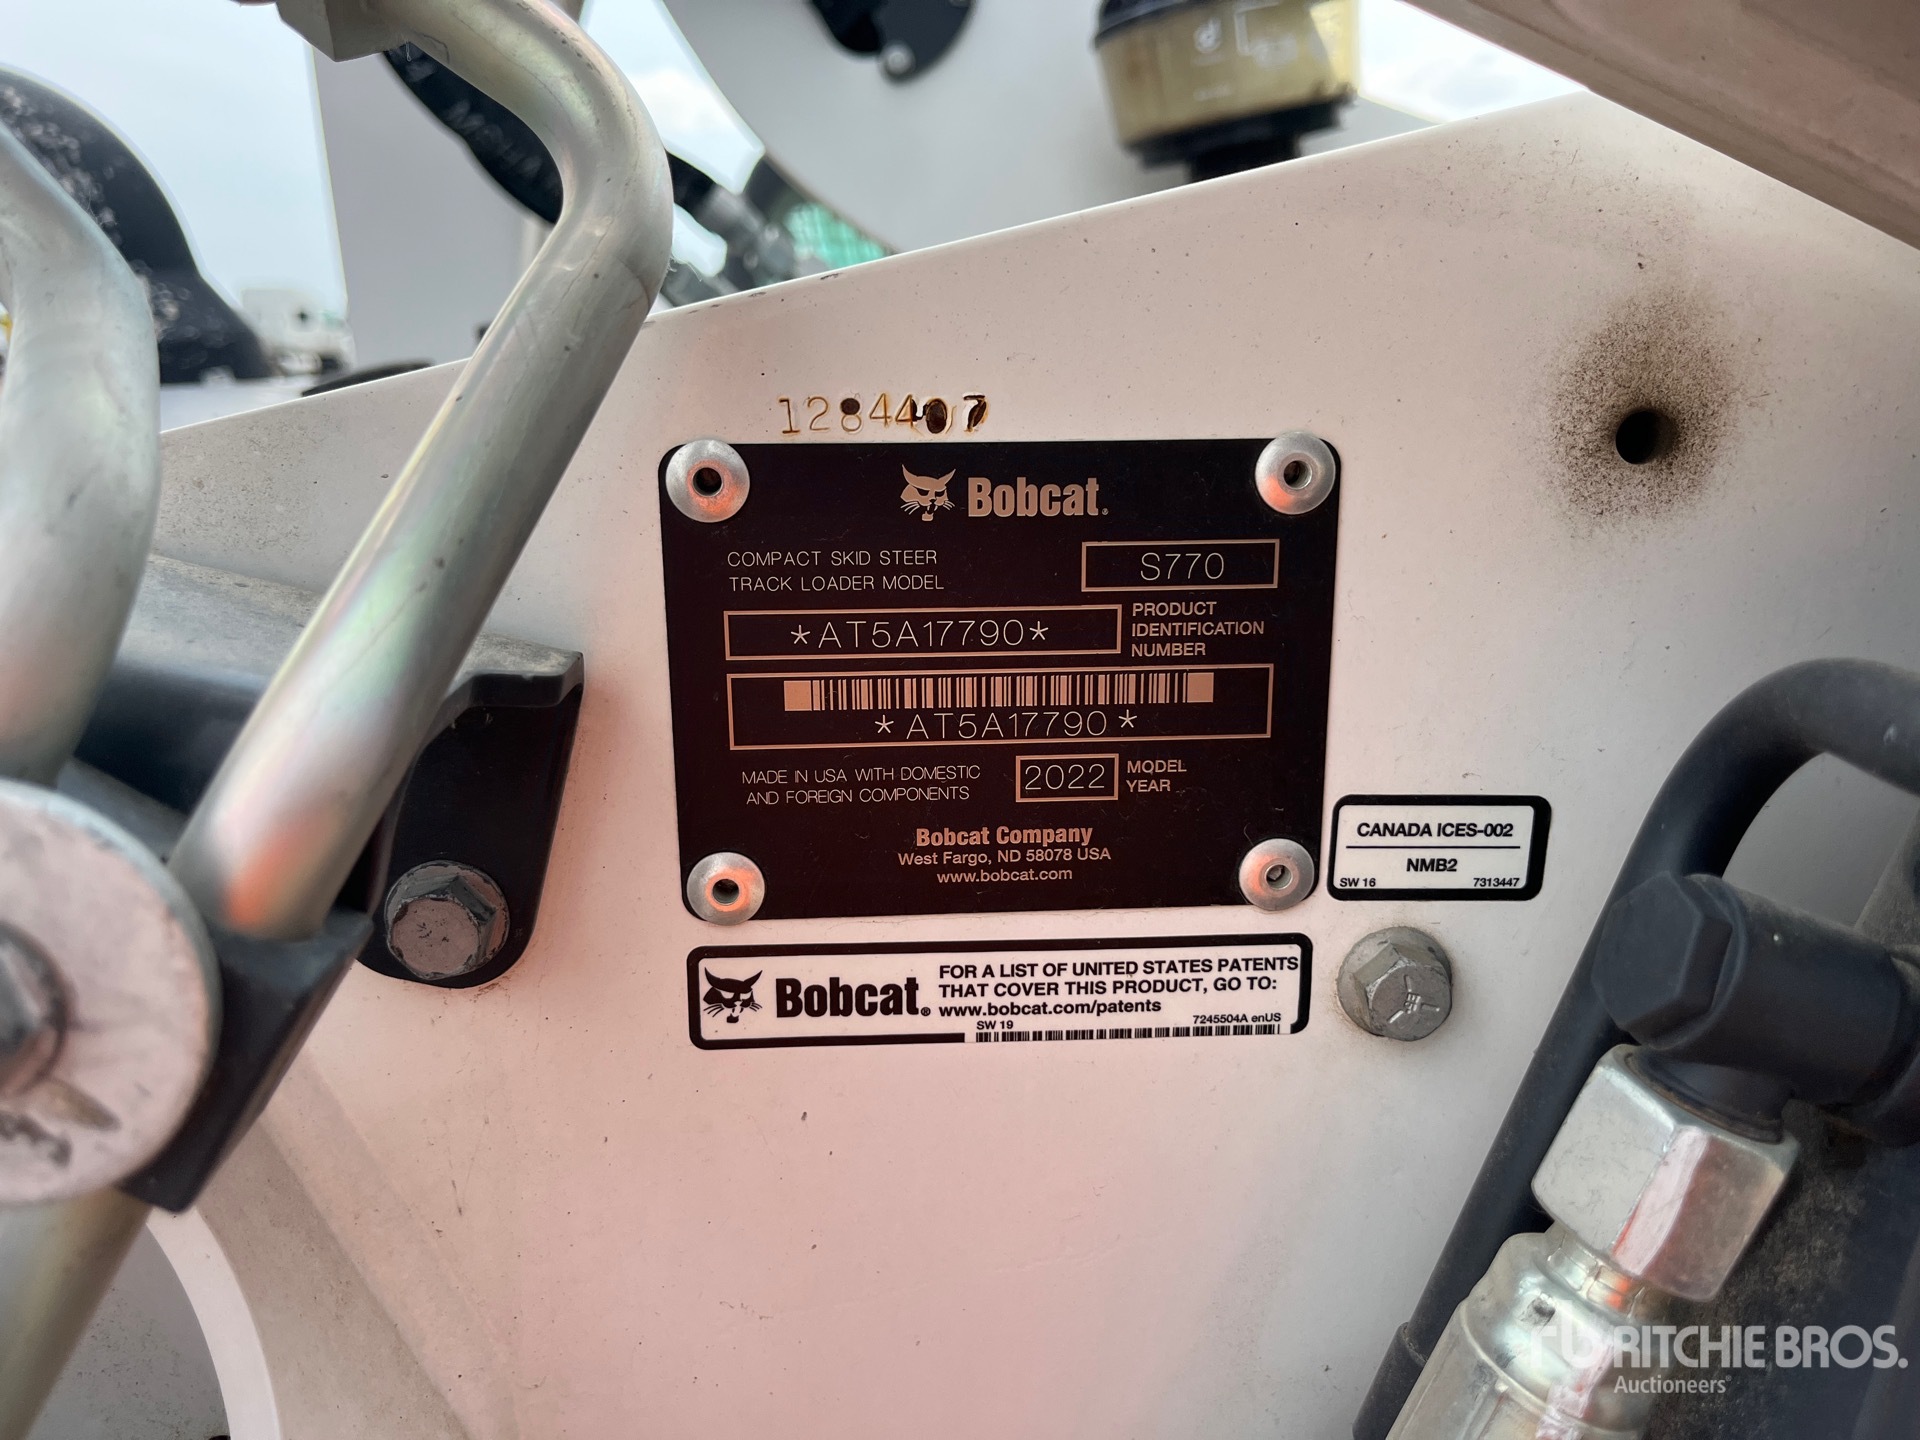 1284407
Bobcat.
COMPACT SKID STEER
TRACK LOADER MODEL
S770
*AT5A17790*
PRODUCT
IDENTIFICATION
NUMBER
*AT5A17790*
MADE IN USA WITH DOMESTIC
AND FOREIGN COMPONENTS
2022
MODEL
YEAR
Bobcat Company
West Fargo, ND 58078 USA
www.bobcat.com
CANADA ICES-002
NMB2
SW 16
7313447
Bobcat.
FOR A LIST OF UNITED STATES PATENTS
THAT COVER THIS PRODUCT, GO TO:
www.bobcat.com/patents
SW 19
7245504A enUS
rb RITCHIE BROS.
Auctioneers